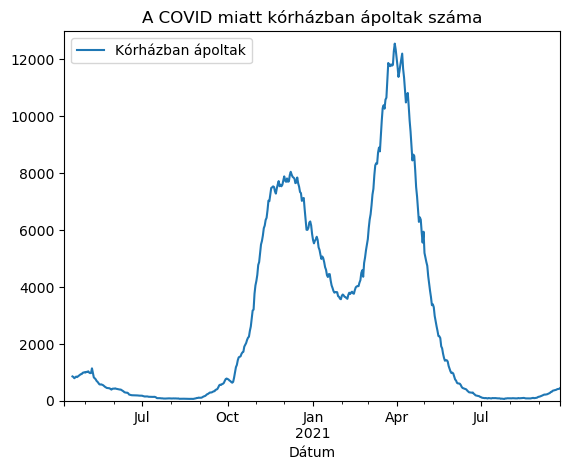 A COVID miatt kórházban ápoltak száma
Kórházban ápoltak
12000
10000
8000
6000
4000
2000
0
Jul
Oct
Jan
2021
Apr
Jul
Dátum